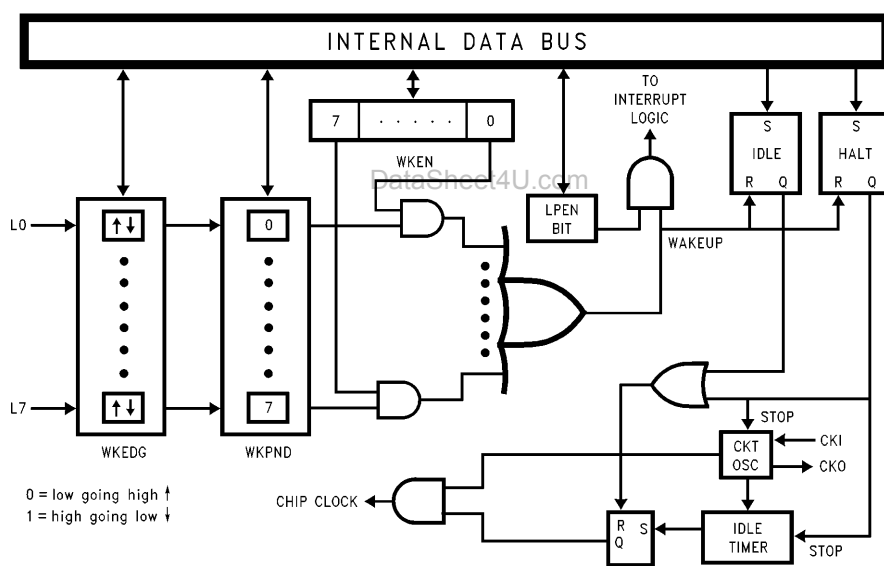 INTERNAL DATA BUS
TO
INTERRUPT
LOGIC
7 . . . . . 0
WKEN
DataSheet4U.com
S
IDLE
R Q
S
HALT
R Q
LPEN
BIT
L0
↑↓
0
WAKEUP
L7
↑↓
7
WKEDG
WKPND
STOP
CKT
OSC
CKI
CKO
0 = low going high ↑
1 = high going low ↓
CHIP CLOCK
R S
Q
IDLE
TIMER
STOP